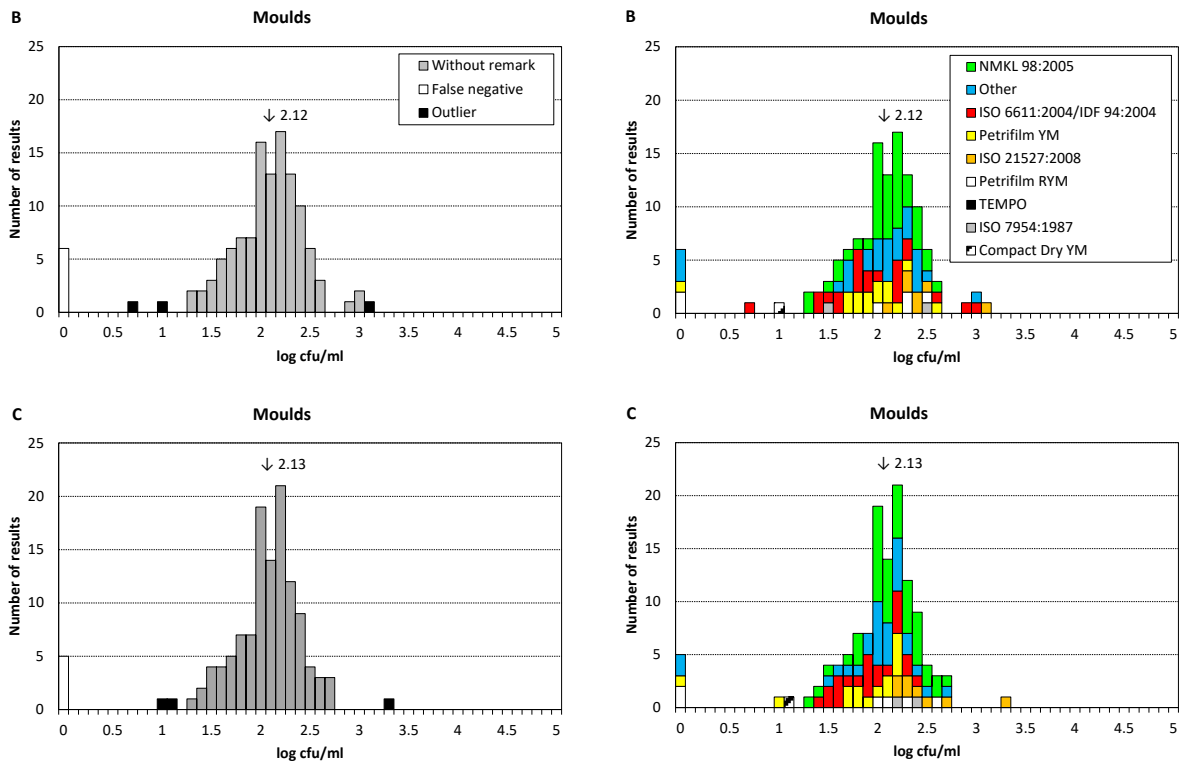 B
Moulds
25
20
15
10
5
0
Number of results
Without remark
False negative
Outlier
↓ 2.12
0 0.5 1 1.5 2 2.5 3 3.5 4 4.5 5
log cfu/ml
B
Moulds
25
20
15
10
5
0
Number of results
NMKL 98:2005
Other
ISO 6611:2004/IDF 94:2004
Petrifilm YM
ISO 21527:2008
Petrifilm RYM
TEMPO
ISO 7954:1987
Compact Dry YM
↓ 2.12
0 0.5 1 1.5 2 2.5 3 3.5 4 4.5 5
log cfu/ml
C
Moulds
25
20
15
10
5
0
Number of results
↓ 2.13
0 0.5 1 1.5 2 2.5 3 3.5 4 4.5 5
log cfu/ml
C
Moulds
25
20
15
10
5
0
Number of results
↓ 2.13
0 0.5 1 1.5 2 2.5 3 3.5 4 4.5 5
log cfu/ml